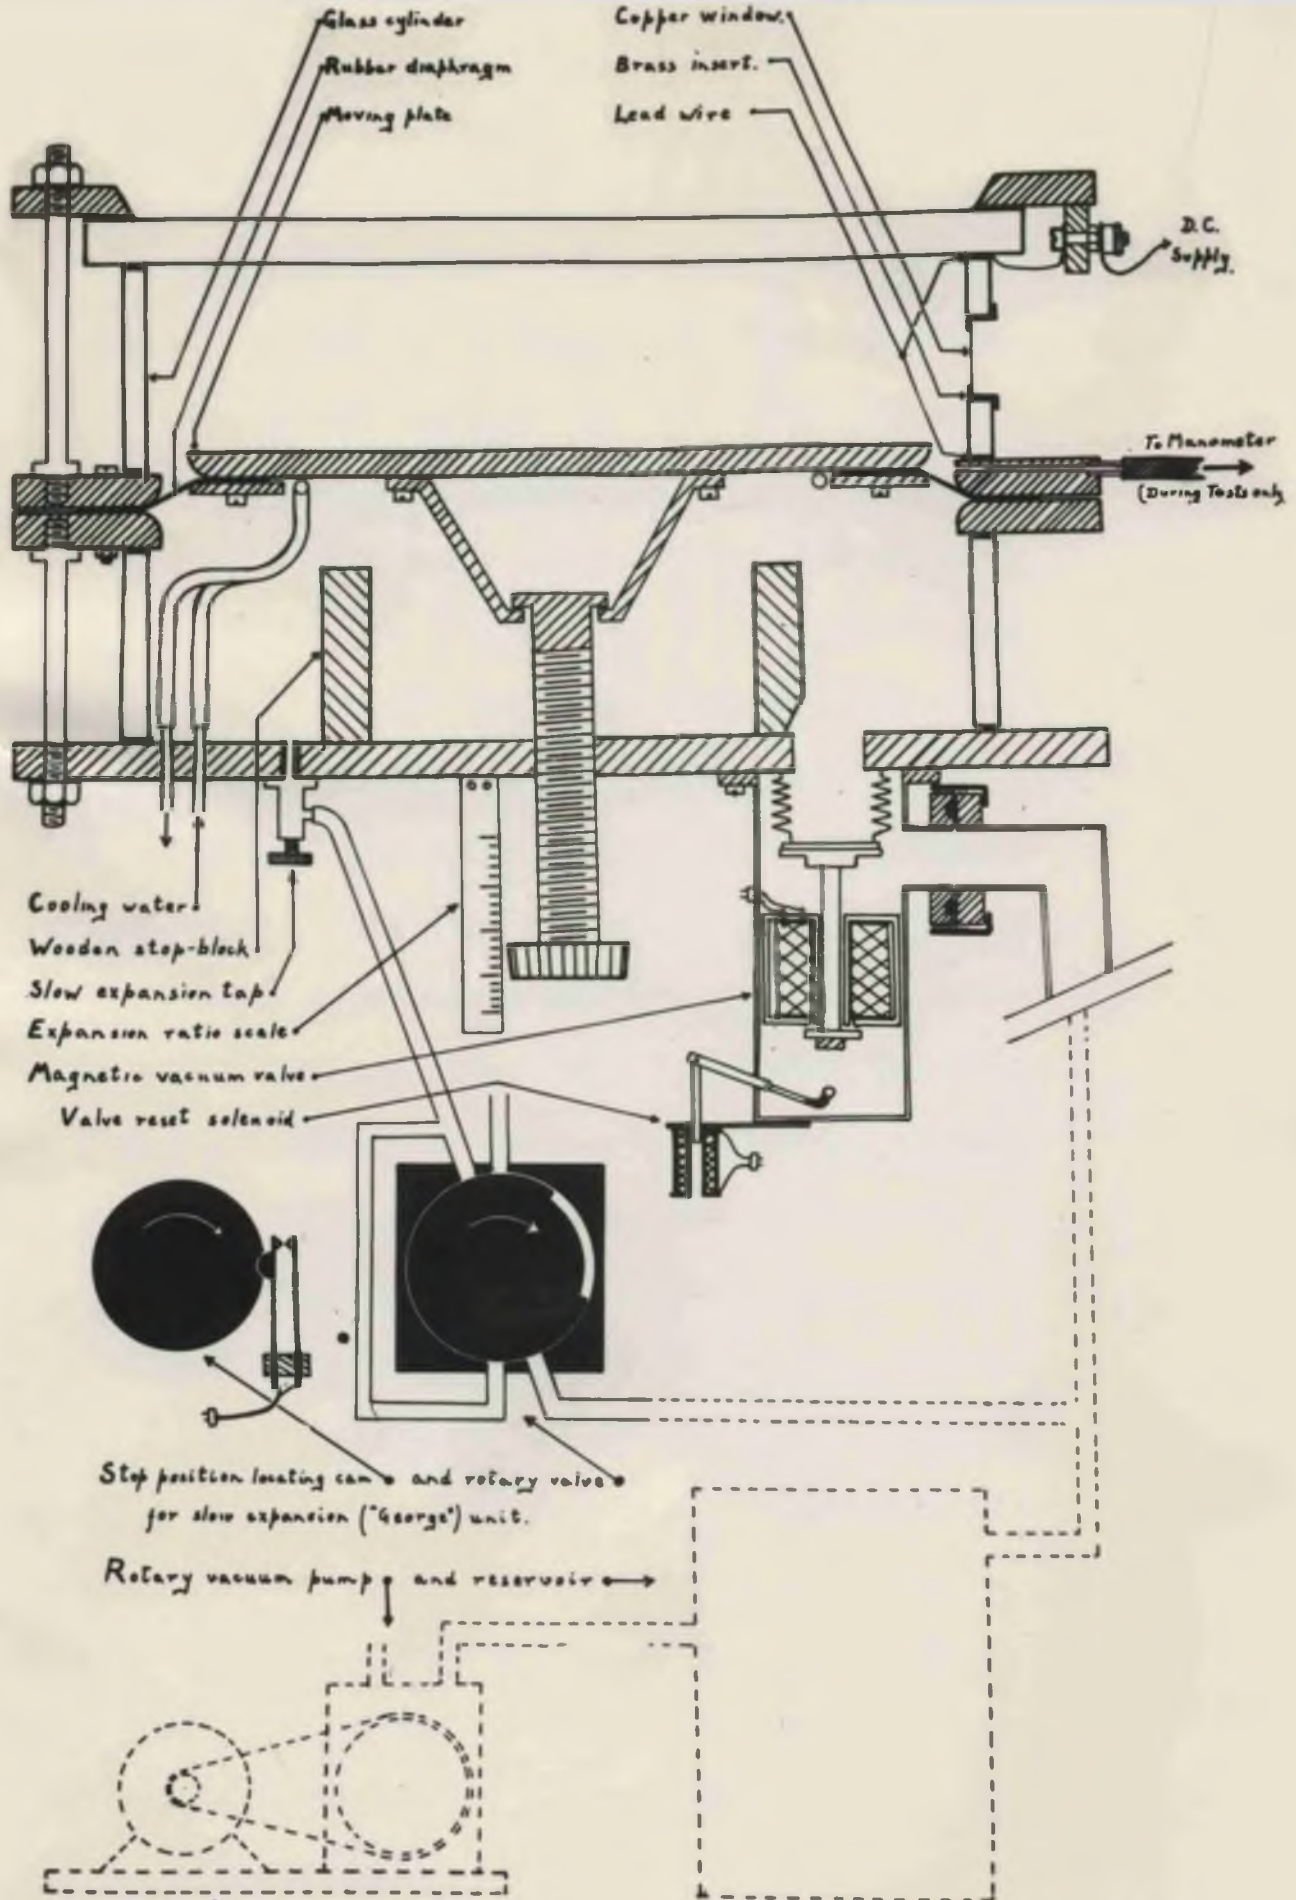 Glass cylinder
Rubber diaphragm
Moving plate
Copper window.
Brass insert.
Lead wire
D.C.
Supply.
To Manometer
(During Tests only
Cooling water
Wooden stop-block
Slow expansion tap
Expansion ratio scale
Magnetic vacuum valve
Valve reset solenoid
Stop position locating cam and rotary valve
for slow expansion ("George") unit.
Rotary vacuum pump and reservoir